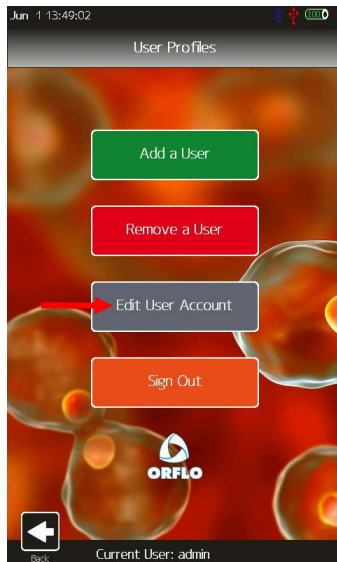 Jun 1 13:49:02
100
User Profiles
Add a User
Remove a User
Edit User Account
Sign Out
ORFLO
Back
Current User: admin